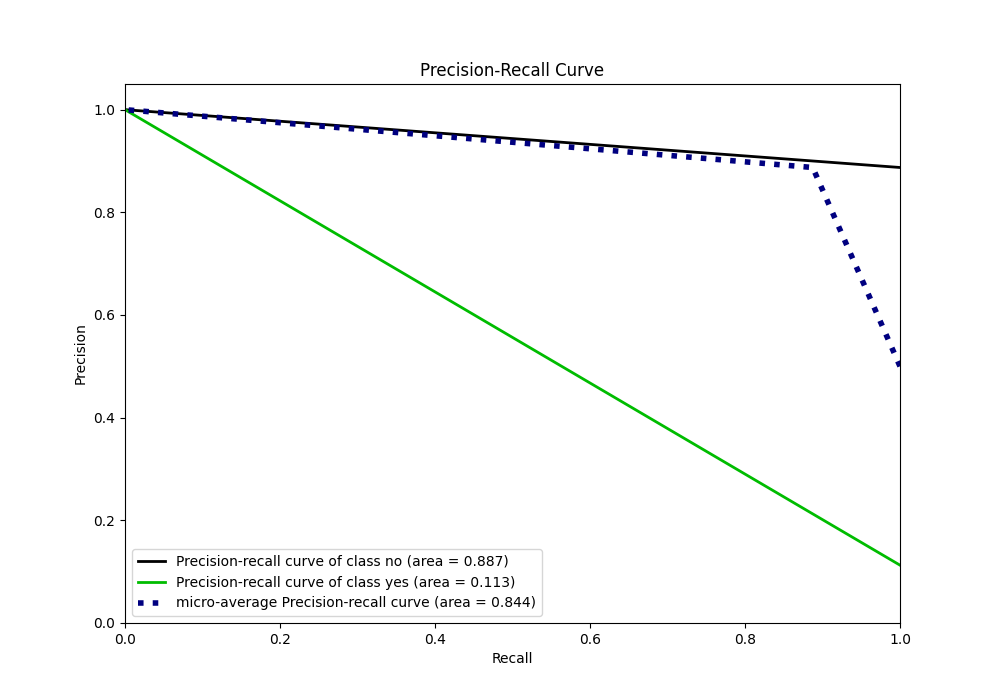 Precision-Recall Curve
1.0
0.8
0.6
0.4
0.2
0.0
Precision
Precision-recall curve of class no (area = 0.887)
Precision-recall curve of class yes (area = 0.113)
micro-average Precision-recall curve (area = 0.844)
0.0 0.2 0.4 0.6 0.8 1.0
Recall